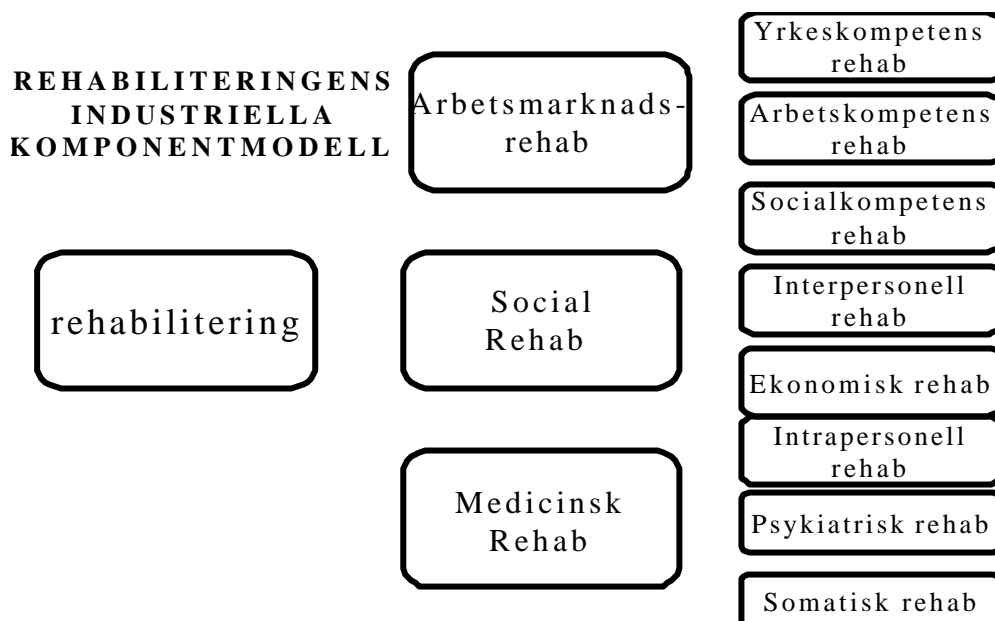 REHABILITERINGENS
INDUSTRIELLA
KOMPONENTMODELL
rehabilitering
Arbetsmarknads-
rehab
Social
Rehab
Medicinsk
Rehab
Yrkeskompetens
rehab
Arbetskompetens
rehab
Socialkompetens
rehab
Interpersonell
rehab
Ekonomisk rehab
Intrapersonell
rehab
Psykiatrisk rehab
Somatisk rehab